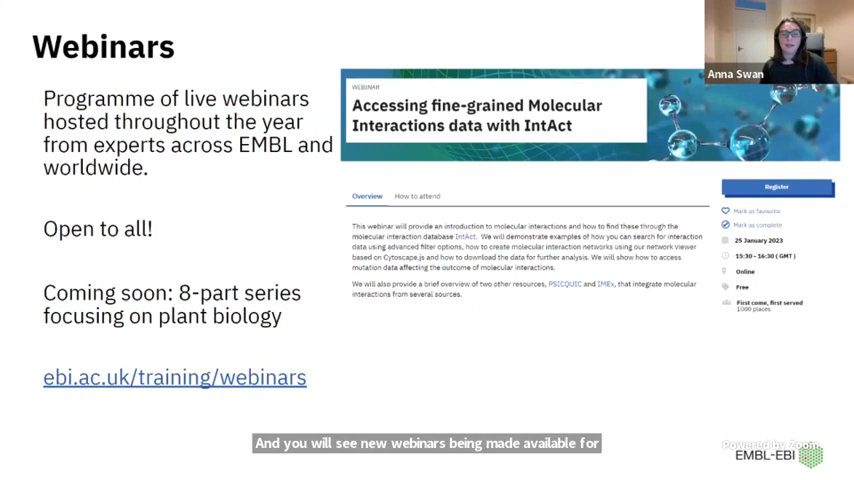 Webinars
Programme of live webinars
hosted throughout the year
from experts across EMBL and
worldwide.
Open to all!
Coming soon: 8-part series
focusing on plant biology
ebi.ac.uk/training/webinars
WEBINAR
Accessing fine-grained Molecular
Interactions data with IntAct
Overview How to attend
This webinar will provide an introduction to molecular interactions and how to find these through the
molecular interaction database IntAct. We will demonstrate examples of how you can search for interaction
data using advanced filter options, how to create molecular interaction networks using our network viewer
based on Cytoscape.js and how to download the data for further analysis. We will show how to access
mutation data affecting the outcome of molecular interactions.
We will also provide a brief overview of two other resources, PSICQUIC and IMEx, that integrate molecular
interactions from several sources.
Register
Mark as favourite
Mark as complete
25 January 2023
15:30 - 16:30 ( GMT )
Online
Free
First come, first served
1000 places
Anna Swan
And you will see new webinars being made available for
Powered by Zoom
EMBL-EBI